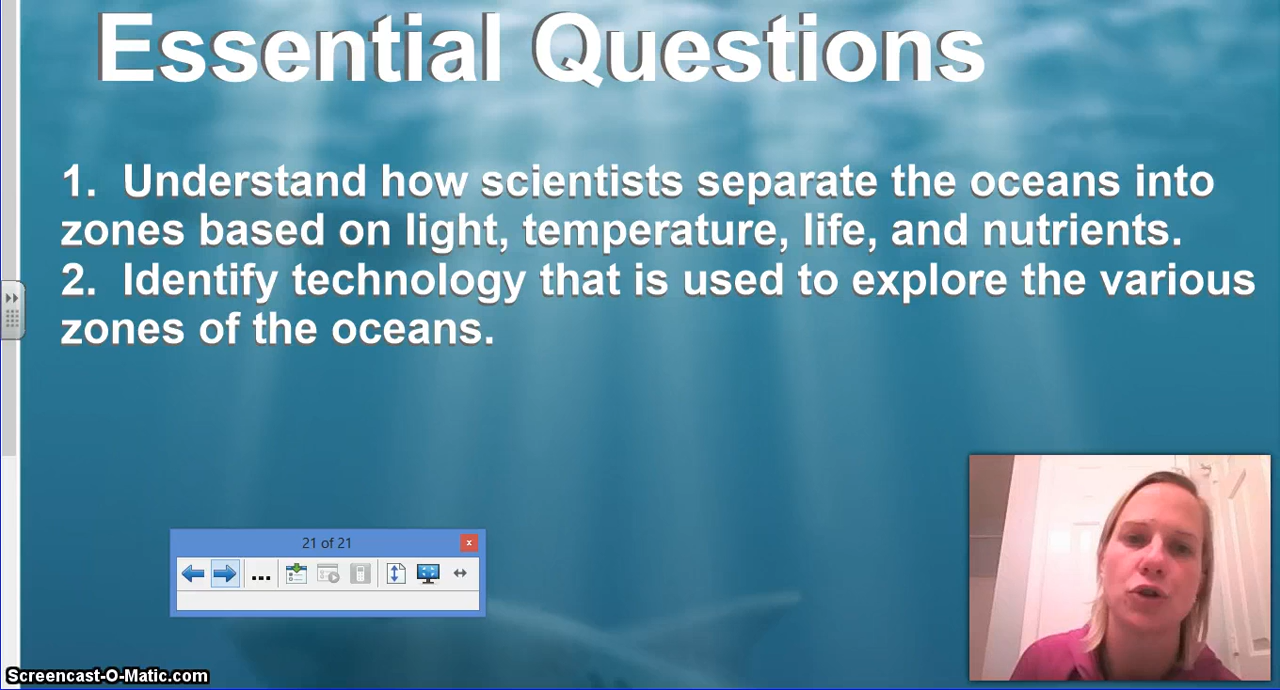 Essential Questions
1. Understand how scientists separate the oceans into
zones based on light, temperature, life, and nutrients.
2. Identify technology that is used to explore the various
zones of the oceans.
21 of 21
x
...
Screencast-O-Matic.com